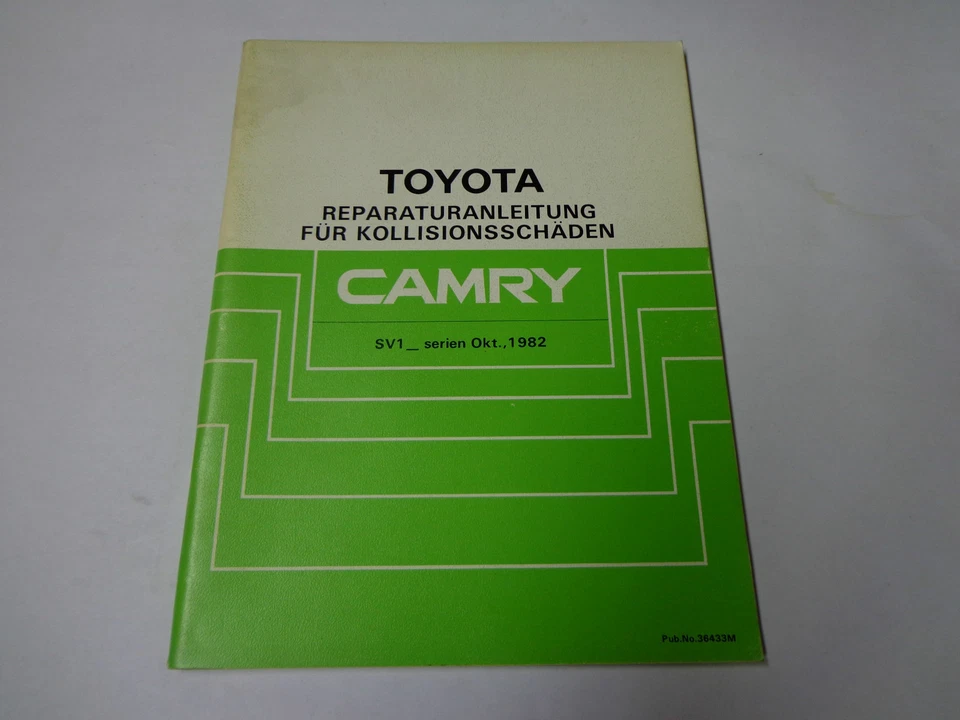 TOYOTA
REPARATURANLEITUNG
FÜR KOLLISIONSSCHÄDEN
CAMRY
SV1_ serien Okt.,1982
Pub.No.36433M